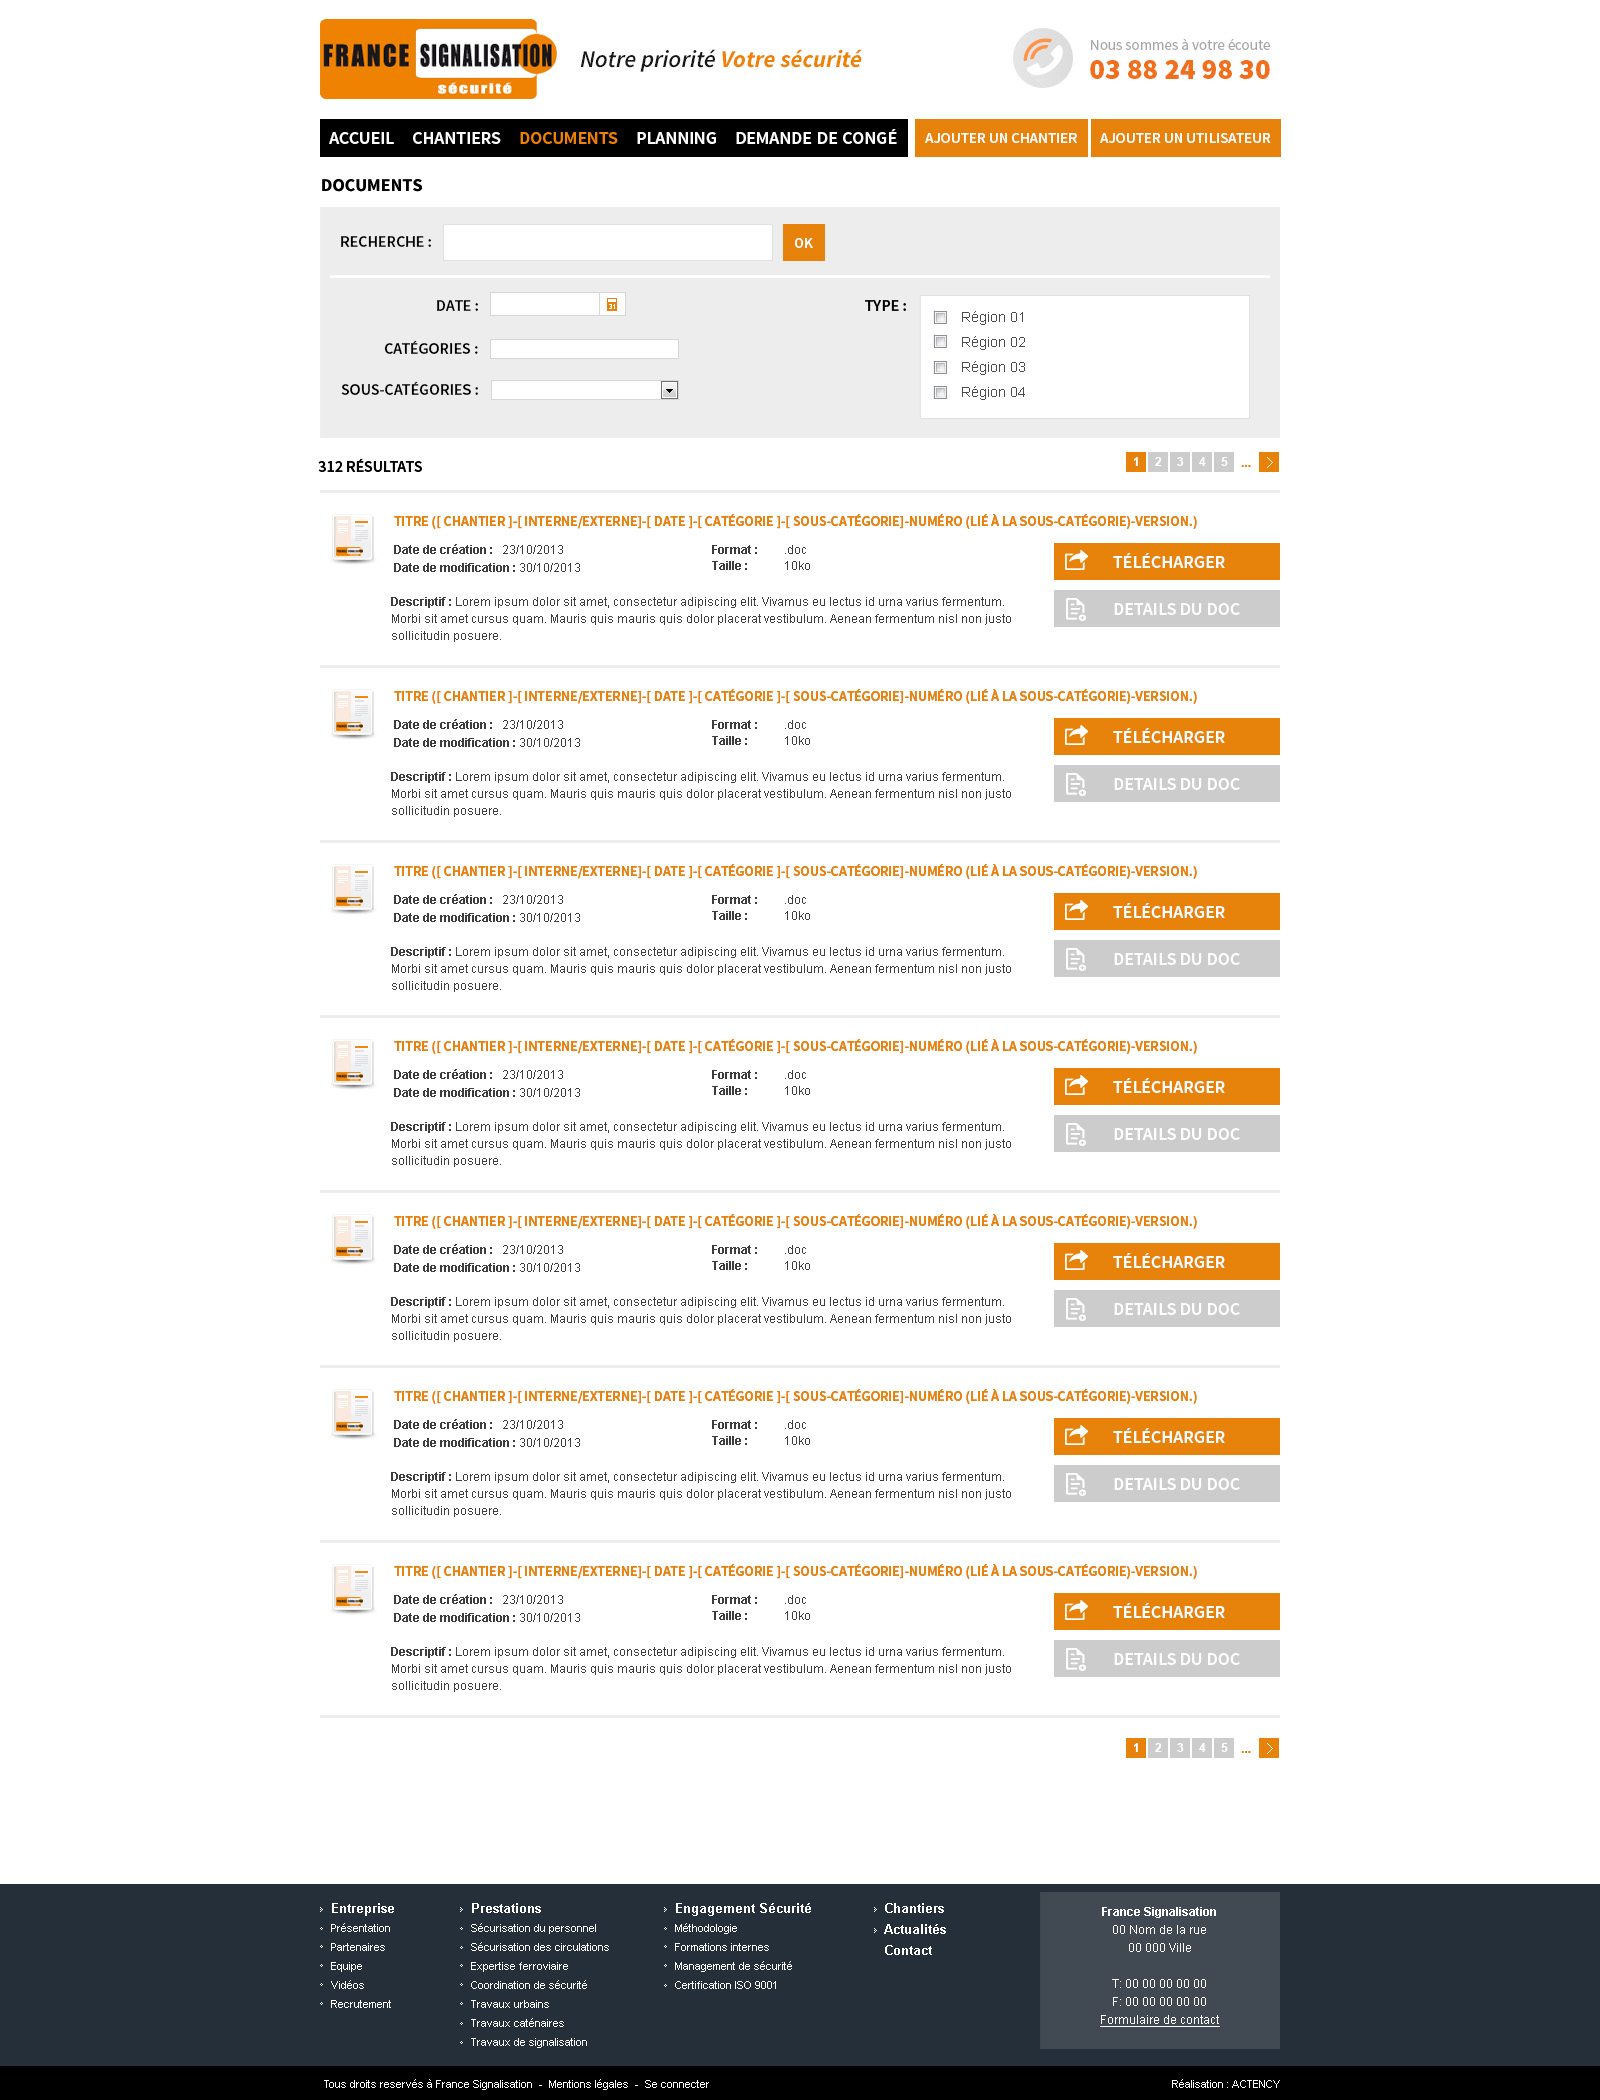 FRANCE SIGNALISATION
sécurité
Notre priorité Votre sécurité
Nous sommes à votre écoute
03 88 24 98 30
ACCUEIL CHANTIERS DOCUMENTS PLANNING DEMANDE DE CONGÉ AJOUTER UN CHANTIER AJOUTER UN UTILISATEUR
DOCUMENTS
RECHERCHE : OK
DATE : 31
CATÉGORIES :
SOUS-CATÉGORIES :
TYPE :
Région 01
Région 02
Région 03
Région 04
312 RÉSULTATS
1 2 3 4 5 ... >
TITRE ([ CHANTIER ]-[ INTERNE/EXTERNE]-[ DATE ]-[ CATÉGORIE ]-[ SOUS-CATÉGORIE]-NUMÉRO (LIÉ À LA SOUS-CATÉGORIE)-VERSION.)
Date de création : 23/10/2013 Format : .doc
Date de modification : 30/10/2013 Taille : 10ko
TÉLÉCHARGER
DETAILS DU DOC
Descriptif : Lorem ipsum dolor sit amet, consectetur adipiscing elit. Vivamus eu lectus id urna varius fermentum.
Morbi sit amet cursus quam. Mauris quis mauris quis dolor placerat vestibulum. Aenean fermentum nisl non justo
sollicitudin posuere.
TITRE ([ CHANTIER ]-[ INTERNE/EXTERNE]-[ DATE ]-[ CATÉGORIE ]-[ SOUS-CATÉGORIE]-NUMÉRO (LIÉ À LA SOUS-CATÉGORIE)-VERSION.)
Date de création : 23/10/2013 Format : .doc
Date de modification : 30/10/2013 Taille : 10ko
TÉLÉCHARGER
DETAILS DU DOC
Descriptif : Lorem ipsum dolor sit amet, consectetur adipiscing elit. Vivamus eu lectus id urna varius fermentum.
Morbi sit amet cursus quam. Mauris quis mauris quis dolor placerat vestibulum. Aenean fermentum nisl non justo
sollicitudin posuere.
TITRE ([ CHANTIER ]-[ INTERNE/EXTERNE]-[ DATE ]-[ CATÉGORIE ]-[ SOUS-CATÉGORIE]-NUMÉRO (LIÉ À LA SOUS-CATÉGORIE)-VERSION.)
Date de création : 23/10/2013 Format : .doc
Date de modification : 30/10/2013 Taille : 10ko
TÉLÉCHARGER
DETAILS DU DOC
Descriptif : Lorem ipsum dolor sit amet, consectetur adipiscing elit. Vivamus eu lectus id urna varius fermentum.
Morbi sit amet cursus quam. Mauris quis mauris quis dolor placerat vestibulum. Aenean fermentum nisl non justo
sollicitudin posuere.
TITRE ([ CHANTIER ]-[ INTERNE/EXTERNE]-[ DATE ]-[ CATÉGORIE ]-[ SOUS-CATÉGORIE]-NUMÉRO (LIÉ À LA SOUS-CATÉGORIE)-VERSION.)
Date de création : 23/10/2013 Format : .doc
Date de modification : 30/10/2013 Taille : 10ko
TÉLÉCHARGER
DETAILS DU DOC
Descriptif : Lorem ipsum dolor sit amet, consectetur adipiscing elit. Vivamus eu lectus id urna varius fermentum.
Morbi sit amet cursus quam. Mauris quis mauris quis dolor placerat vestibulum. Aenean fermentum nisl non justo
sollicitudin posuere.
TITRE ([ CHANTIER ]-[ INTERNE/EXTERNE]-[ DATE ]-[ CATÉGORIE ]-[ SOUS-CATÉGORIE]-NUMÉRO (LIÉ À LA SOUS-CATÉGORIE)-VERSION.)
Date de création : 23/10/2013 Format : .doc
Date de modification : 30/10/2013 Taille : 10ko
TÉLÉCHARGER
DETAILS DU DOC
Descriptif : Lorem ipsum dolor sit amet, consectetur adipiscing elit. Vivamus eu lectus id urna varius fermentum.
Morbi sit amet cursus quam. Mauris quis mauris quis dolor placerat vestibulum. Aenean fermentum nisl non justo
sollicitudin posuere.
TITRE ([ CHANTIER ]-[ INTERNE/EXTERNE]-[ DATE ]-[ CATÉGORIE ]-[ SOUS-CATÉGORIE]-NUMÉRO (LIÉ À LA SOUS-CATÉGORIE)-VERSION.)
Date de création : 23/10/2013 Format : .doc
Date de modification : 30/10/2013 Taille : 10ko
TÉLÉCHARGER
DETAILS DU DOC
Descriptif : Lorem ipsum dolor sit amet, consectetur adipiscing elit. Vivamus eu lectus id urna varius fermentum.
Morbi sit amet cursus quam. Mauris quis mauris quis dolor placerat vestibulum. Aenean fermentum nisl non justo
sollicitudin posuere.
TITRE ([ CHANTIER ]-[ INTERNE/EXTERNE]-[ DATE ]-[ CATÉGORIE ]-[ SOUS-CATÉGORIE]-NUMÉRO (LIÉ À LA SOUS-CATÉGORIE)-VERSION.)
Date de création : 23/10/2013 Format : .doc
Date de modification : 30/10/2013 Taille : 10ko
TÉLÉCHARGER
DETAILS DU DOC
Descriptif : Lorem ipsum dolor sit amet, consectetur adipiscing elit. Vivamus eu lectus id urna varius fermentum.
Morbi sit amet cursus quam. Mauris quis mauris quis dolor placerat vestibulum. Aenean fermentum nisl non justo
sollicitudin posuere.
1 2 3 4 5 ... >
Entreprise
Présentation
Partenaires
Equipe
Vidéos
Recrutement
Prestations
Sécurisation du personnel
Sécurisation des circulations
Expertise ferroviaire
Coordination de sécurité
Travaux urbains
Travaux caténaires
Travaux de signalisation
Engagement Sécurité
Méthodologie
Formations internes
Management de sécurité
Certification ISO 9001
Chantiers
Actualités
Contact
France Signalisation
00 Nom de la rue
00 000 Ville
T: 00 00 00 00 00
F: 00 00 00 00 00
Formulaire de contact
Tous droits reservés à France Signalisation - Mentions légales - Se connecter
Réalisation : ACTENCY